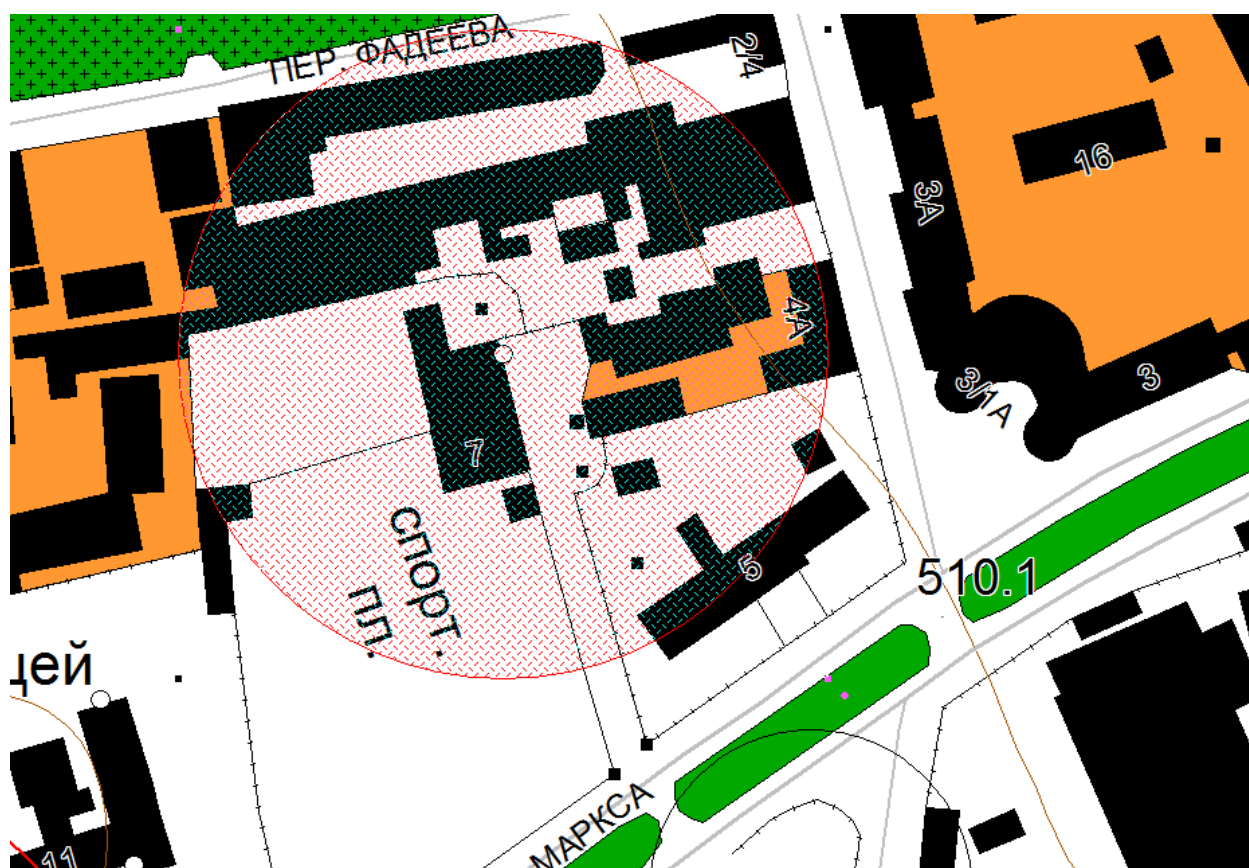 ПЕР. ФАДЕЕВА
2/4
16
3А
4А
3/1А
3
7
СПОРТ.
ПЛ.
5
510.1
цей
МАРКСА
11